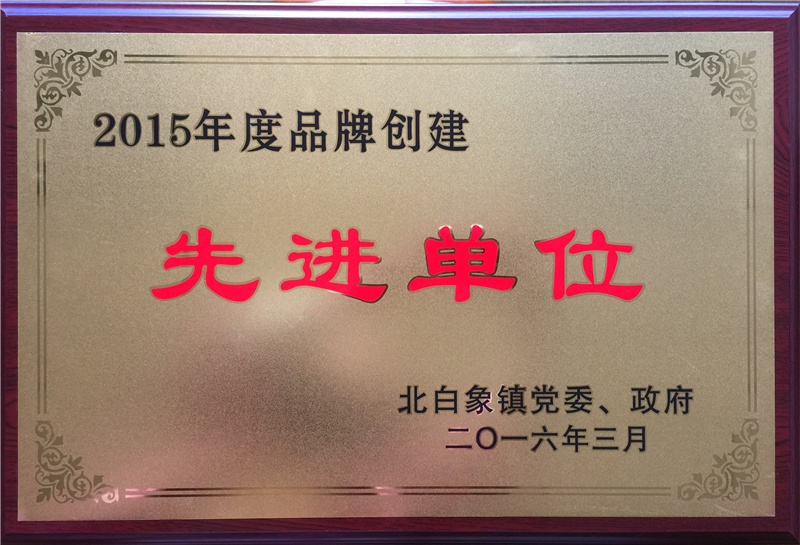 2015年度品牌创建
先进单位
北白象镇党委、政府
二〇一六年三月